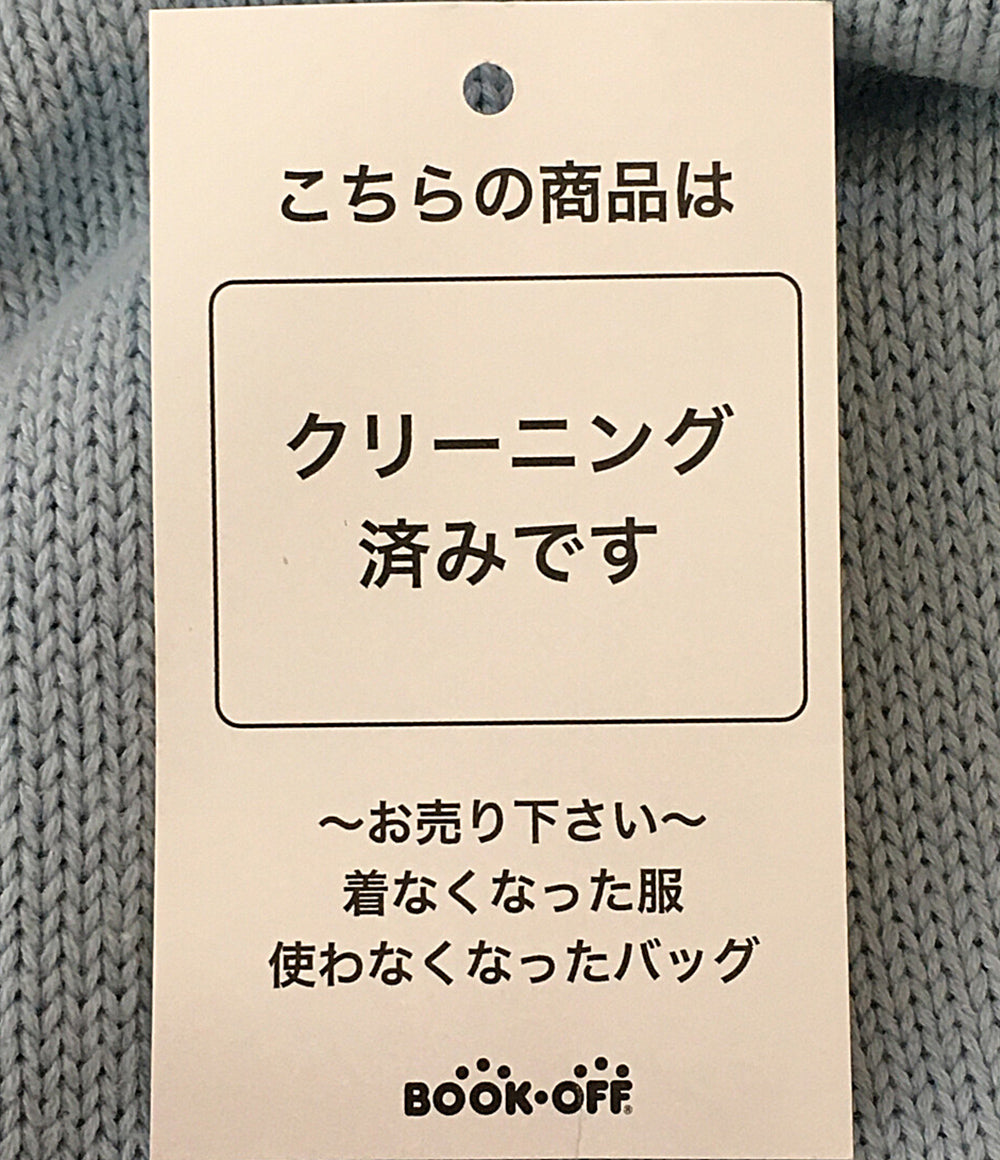 こちらの商品は
クリーニング
済みです
〜お売り下さい〜
着なくなった服
使わなくなったバッグ
BOOK・OFF®